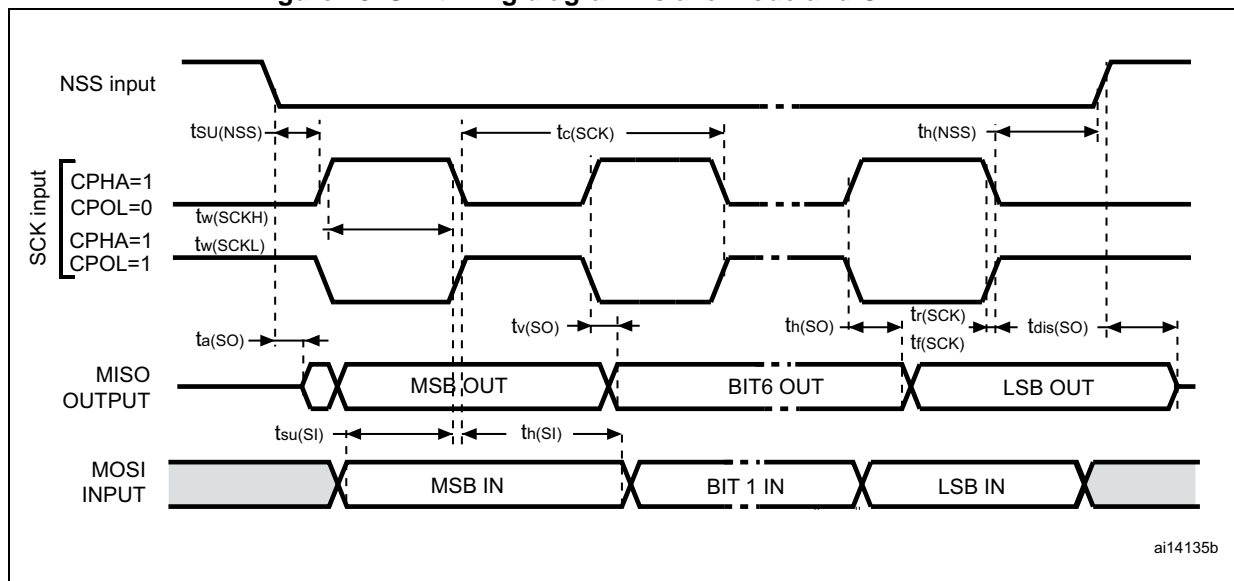 NSS input
tSU(NSS)
tc(SCK)
th(NSS)
SCK input
CPHA=1
CPOL=0
tw(SCKH)
CPHA=1
tw(SCKL)
CPOL=1
ta(SO)
tv(SO)
th(SO)
tr(SCK)
tf(SCK)
tdis(SO)
MISO
OUTPUT
MSB OUT
BIT6 OUT
LSB OUT
tsu(SI)
th(SI)
MOSI
INPUT
MSB IN
BIT 1 IN
LSB IN
ai14135b